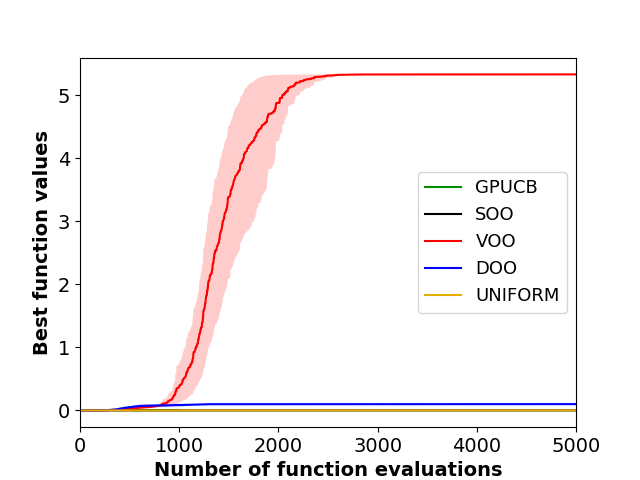 5
4
3
2
1
0
Best function values
GPUCB
SOO
VOO
DOO
UNIFORM
0 1000 2000 3000 4000 5000
Number of function evaluations